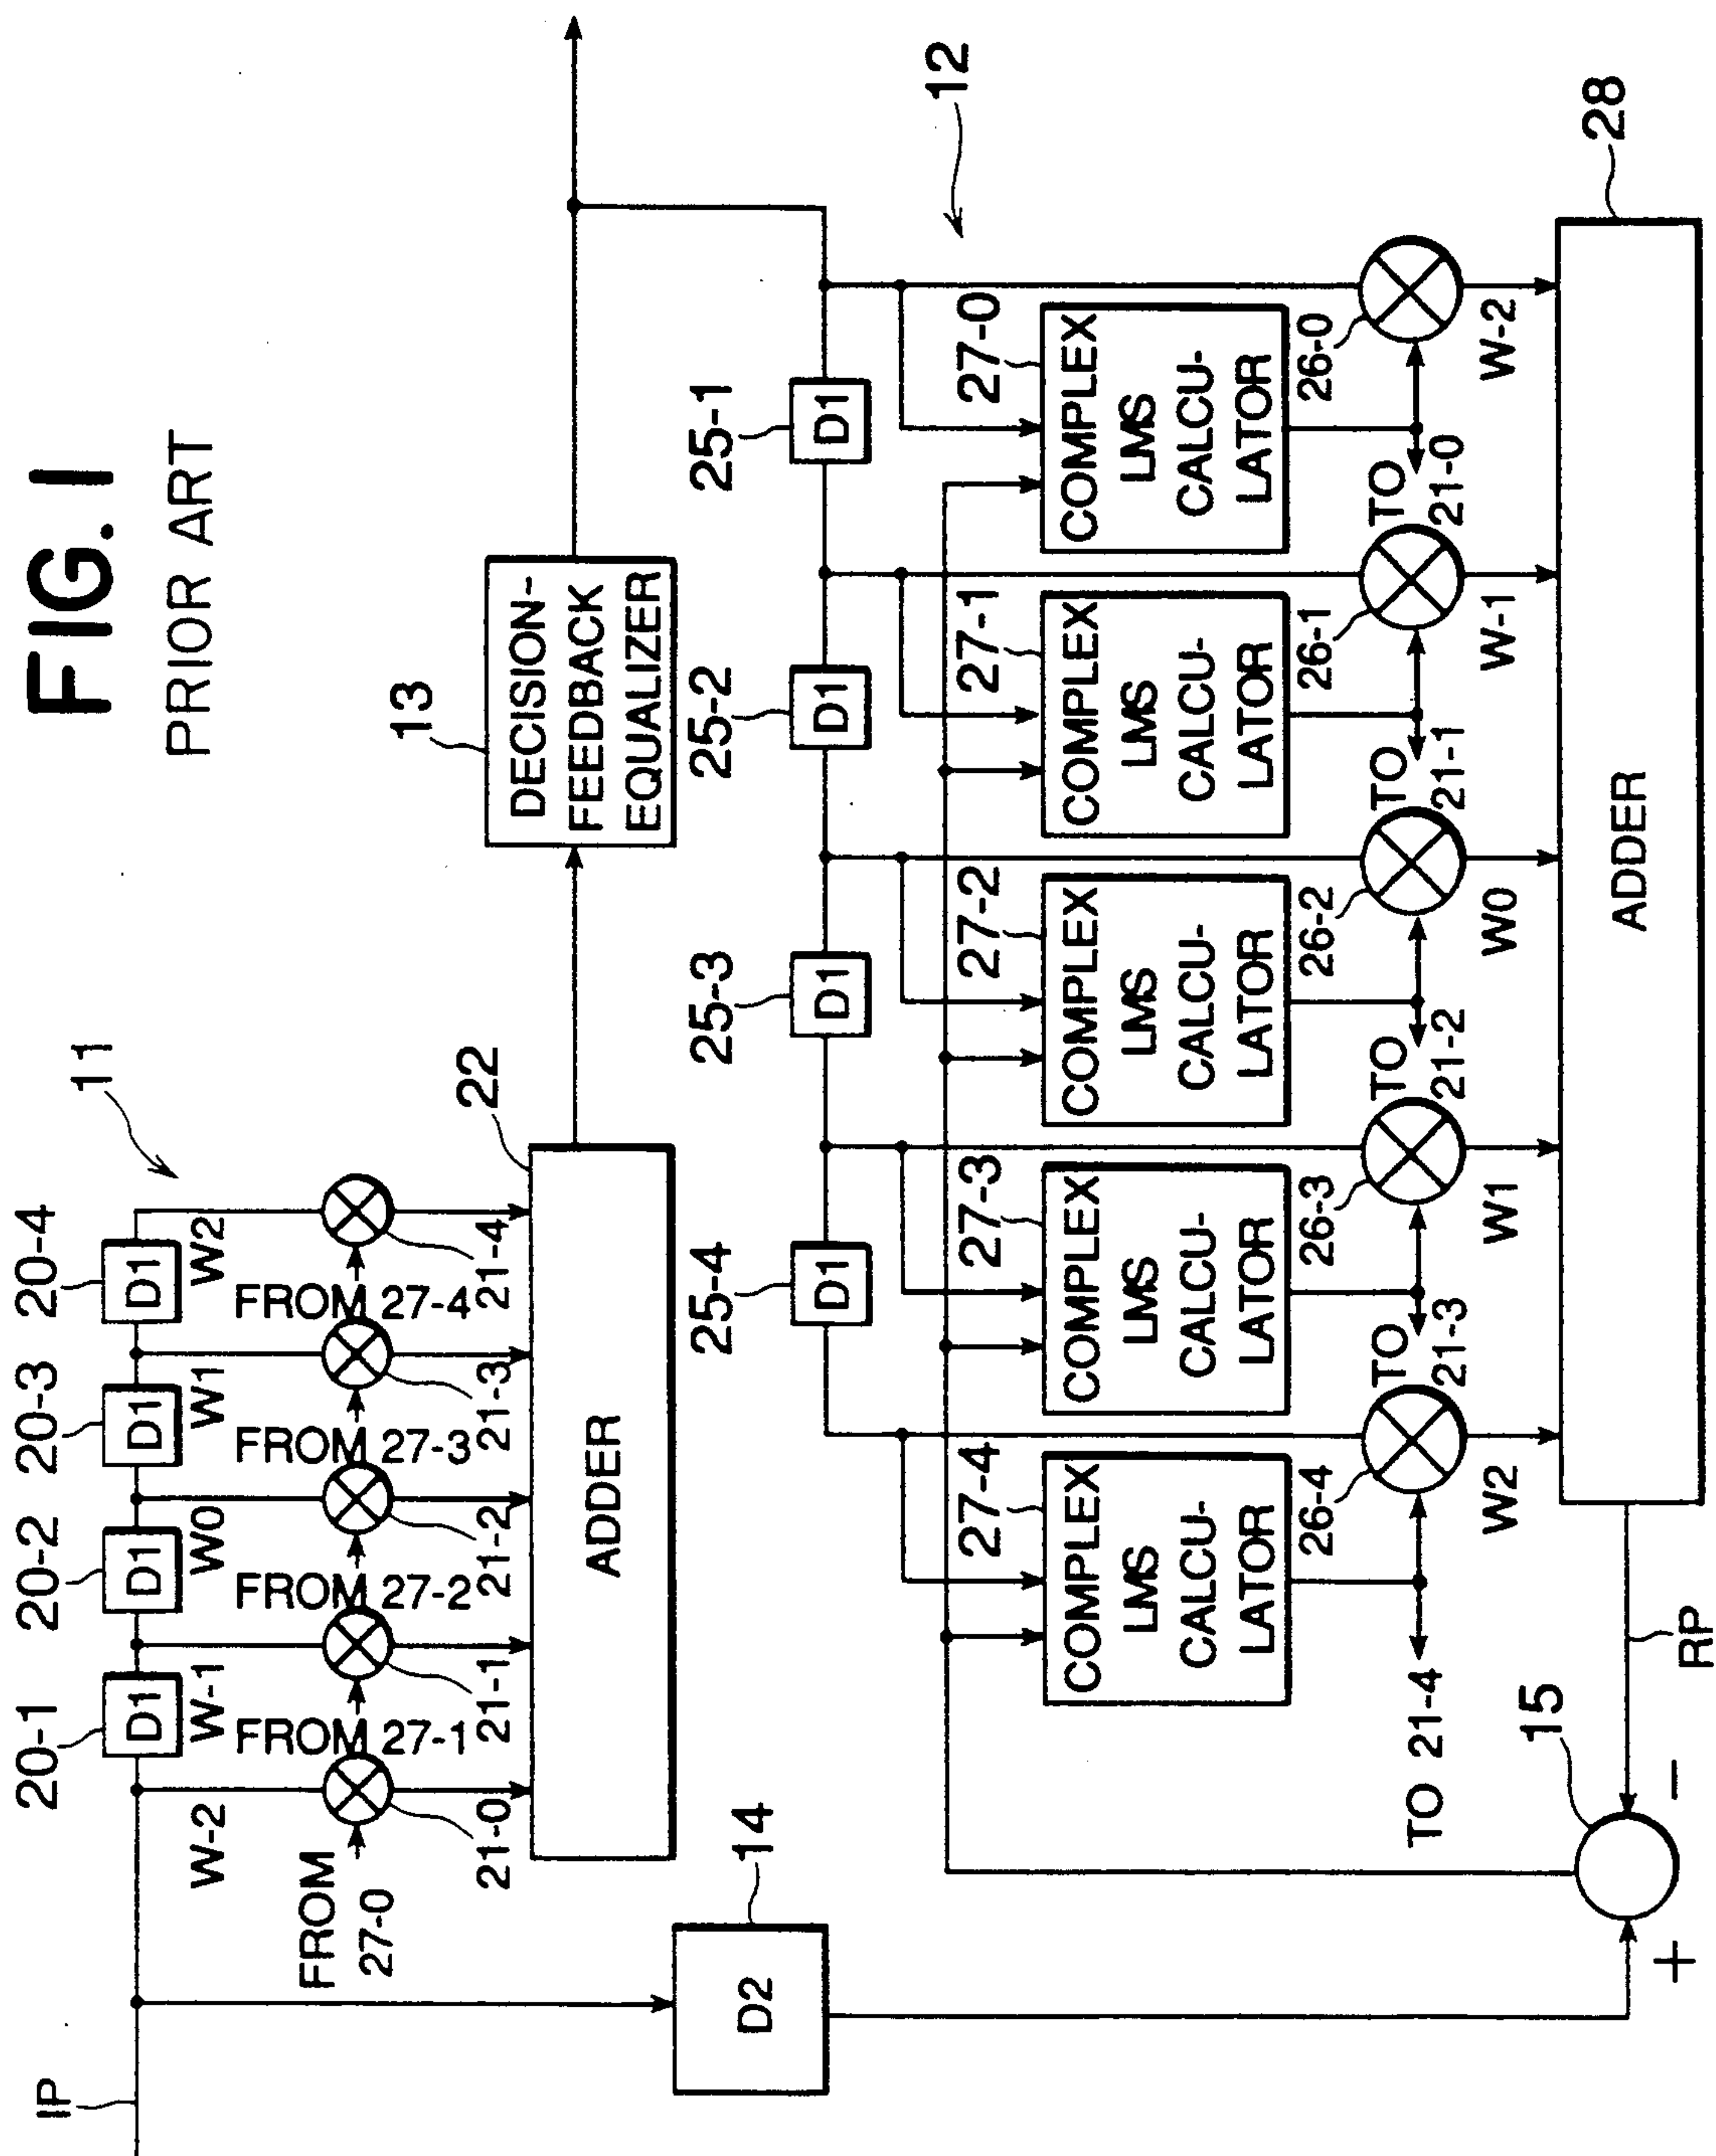 FIG. 1
PRIOR ART
IP
11
20-1
20-2
20-3
20-4
D1
D1
D1
D1
W-2
W-1
W0
W1
W2
FROM
27-0
FROM 27-1
FROM 27-2
FROM 27-3
FROM 27-4
21-0
21-1
21-2
21-3
21-4
22
ADDER
13
DECISION-
FEEDBACK
EQUALIZER
14
D2
12
25-4
25-3
25-2
25-1
D1
D1
D1
D1
27-4
27-3
27-2
27-1
27-0
COMPLEX
LMS
CALCU-
LATOR
COMPLEX
LMS
CALCU-
LATOR
COMPLEX
LMS
CALCU-
LATOR
COMPLEX
LMS
CALCU-
LATOR
COMPLEX
LMS
CALCU-
LATOR
26-4
26-3
26-2
26-1
26-0
TO 21-4
TO
21-3
TO
21-2
TO
21-1
TO
21-0
W2
W1
W0
W-1
W-2
15
+
−
RP
ADDER
28